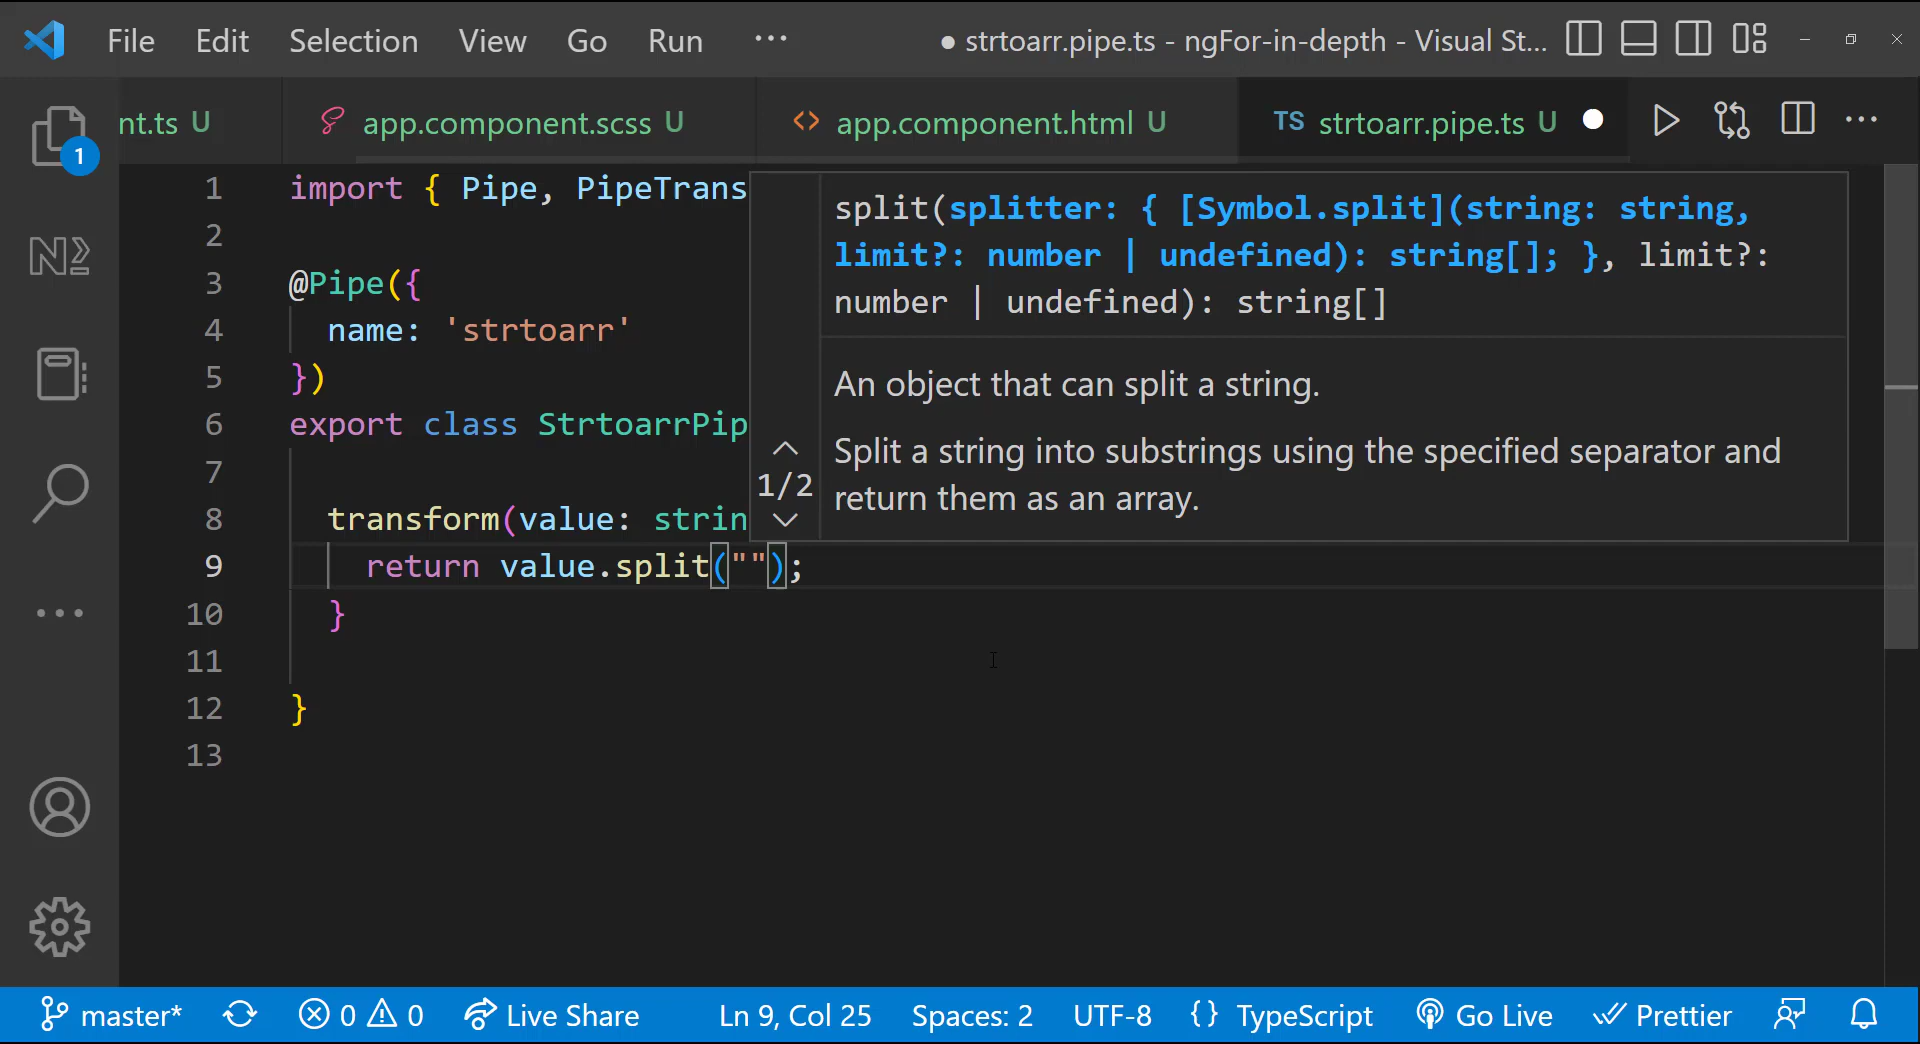 File Edit Selection View Go Run ··· ● strtoarr.pipe.ts - ngFor-in-depth - Visual St...
nt.ts U app.component.scss U <> app.component.html U TS strtoarr.pipe.ts U ● ···
1
1 import { Pipe, PipeTrans
2
3 @Pipe({
4 name: 'strtoarr'
5 })
6 export class StrtoarrPip
7
8 transform(value: strin
9 return value.split("");
10 }
11
12 }
13
split(splitter: { [Symbol.split](string: string,
limit?: number | undefined): string[]; }, limit?:
number | undefined): string[]
An object that can split a string.
1/2
Split a string into substrings using the specified separator and
return them as an array.
master* 0 0 Live Share Ln 9, Col 25 Spaces: 2 UTF-8 {} TypeScript Go Live Prettier